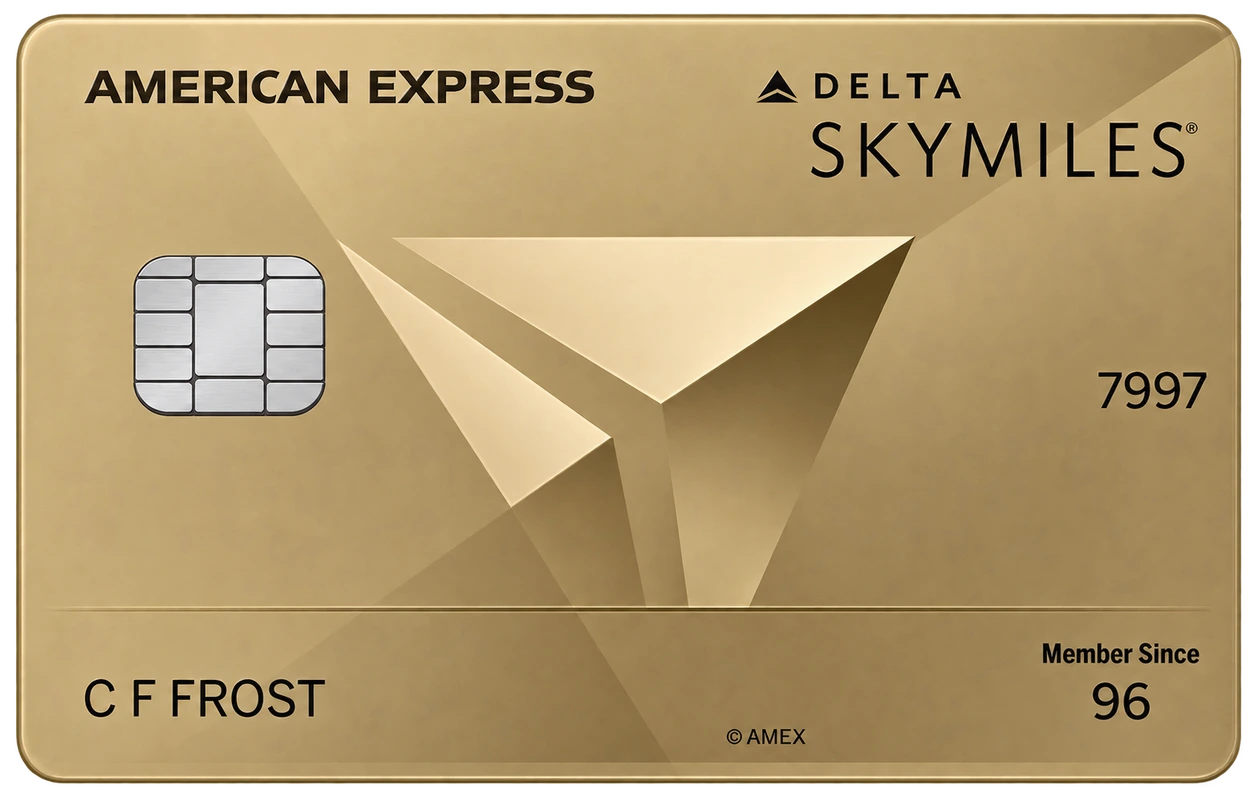 AMERICAN EXPRESS
DELTA
SKYMILES®
7997
Member Since
C F FROST
96
© AMEX